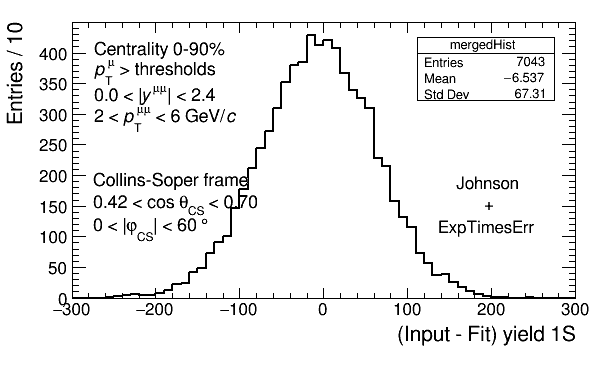 Entries / 10
400
350
300
250
200
150
100
50
0
Centrality 0-90%
p_T^μ > thresholds
0.0 < |y^μμ| < 2.4
2 < p_T^μμ < 6 GeV/c
Collins-Soper frame
0.42 < cos θ_CS < 0.70
0 < |φ_CS| < 60 °
mergedHist
Entries 7043
Mean −6.537
Std Dev 67.31
Johnson
+
ExpTimesErr
−300 −200 −100 0 100 200 300
(Input - Fit) yield 1S